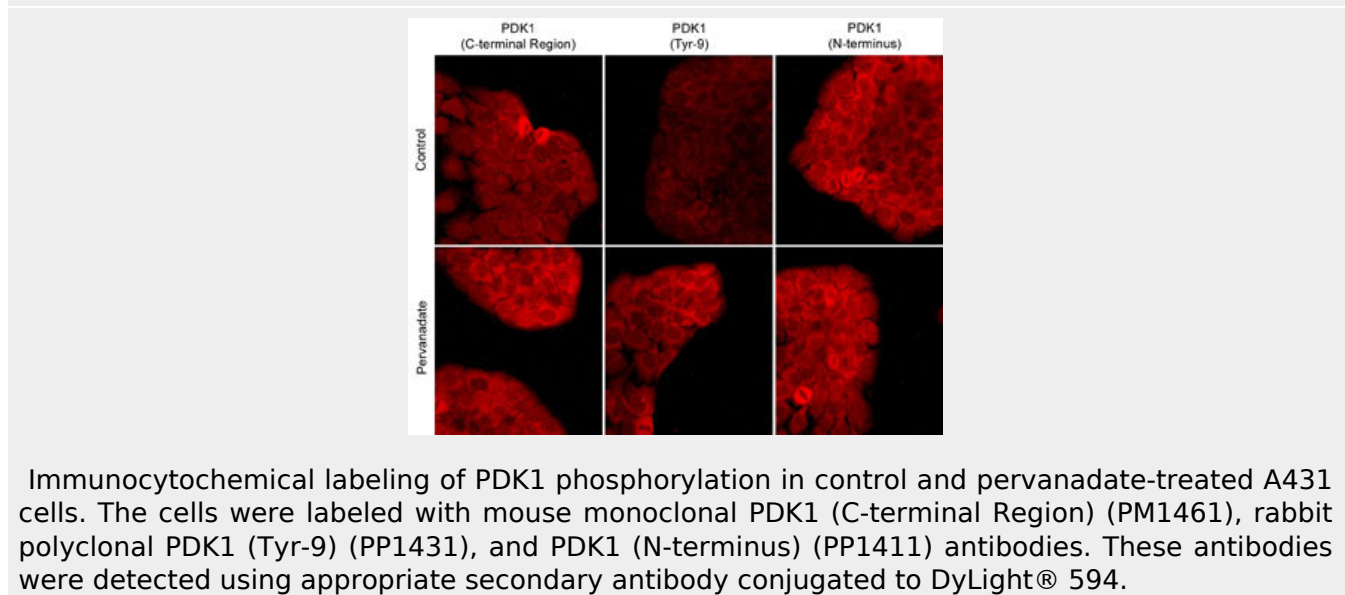 PDK1 PDK1 PDK1
(C-terminal Region) (Tyr-9) (N-terminus)
Control
Pervanadate
Immunocytochemical labeling of PDK1 phosphorylation in control and pervanadate-treated A431
cells. The cells were labeled with mouse monoclonal PDK1 (C-terminal Region) (PM1461), rabbit
polyclonal PDK1 (Tyr-9) (PP1431), and PDK1 (N-terminus) (PP1411) antibodies. These antibodies
were detected using appropriate secondary antibody conjugated to DyLight® 594.